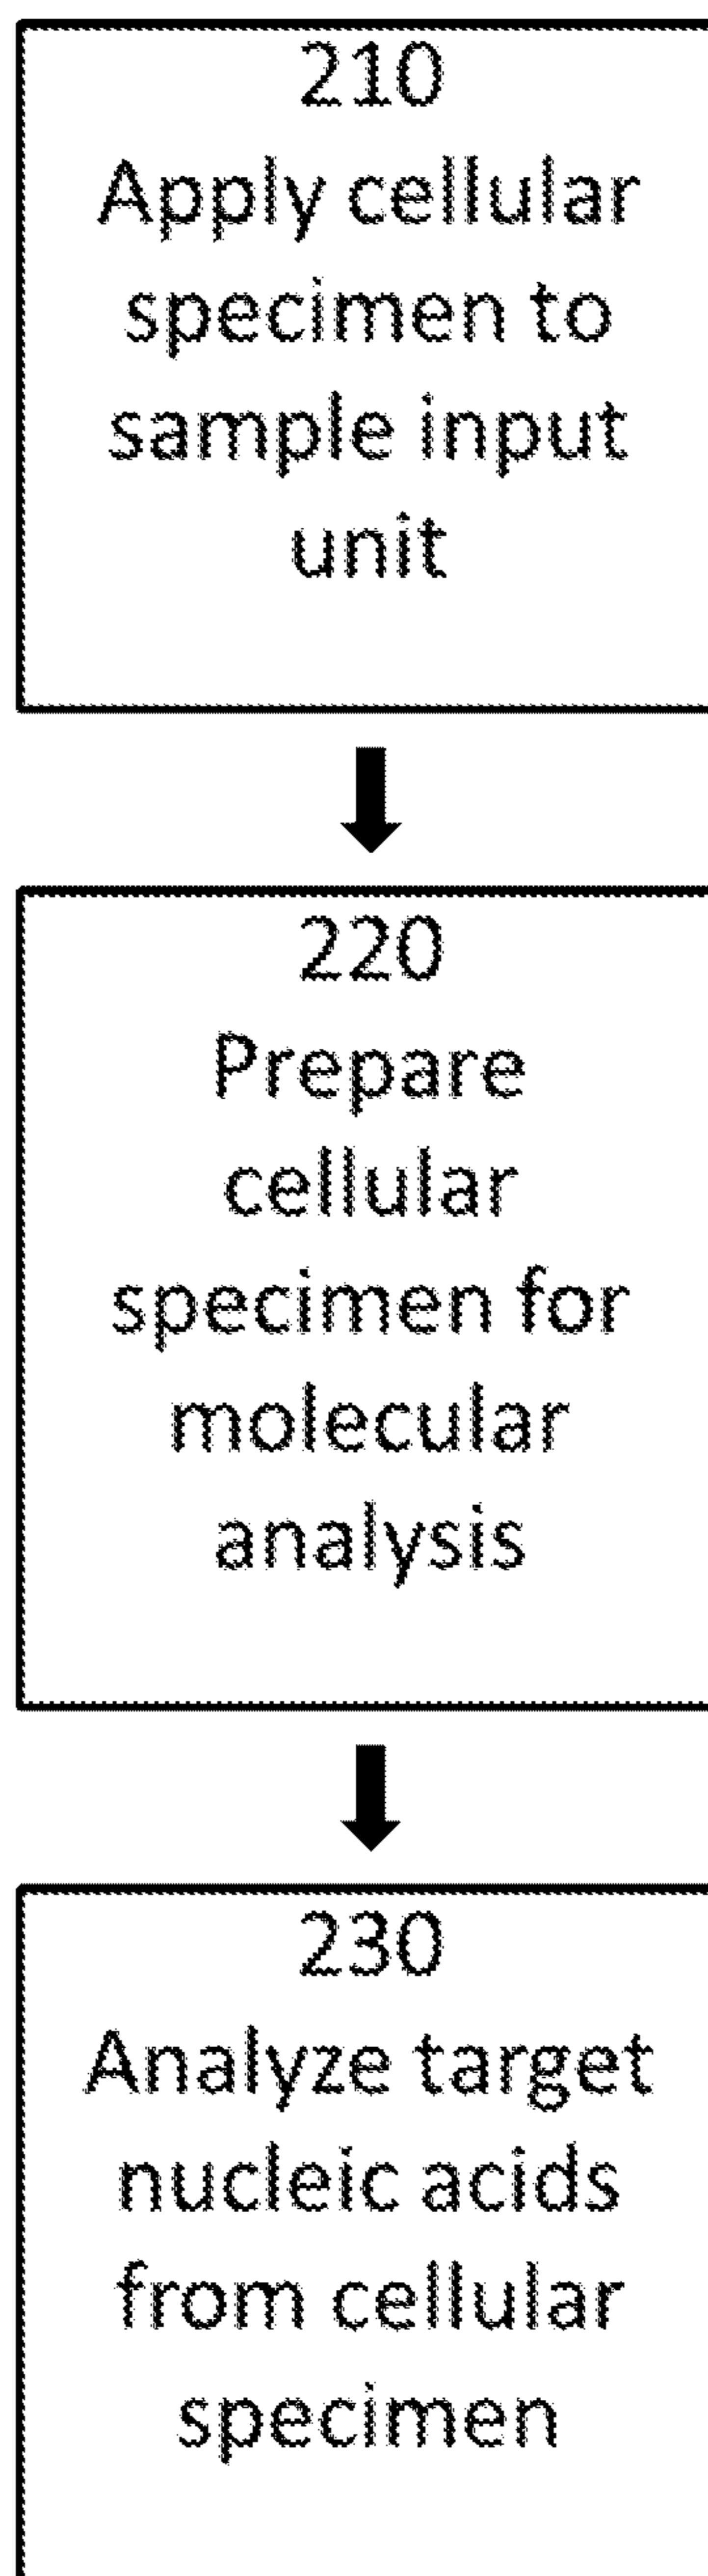 210
Apply cellular
specimen to
sample input
unit
220
Prepare
cellular
specimen for
molecular
analysis
230
Analyze target
nucleic acids
from cellular
specimen